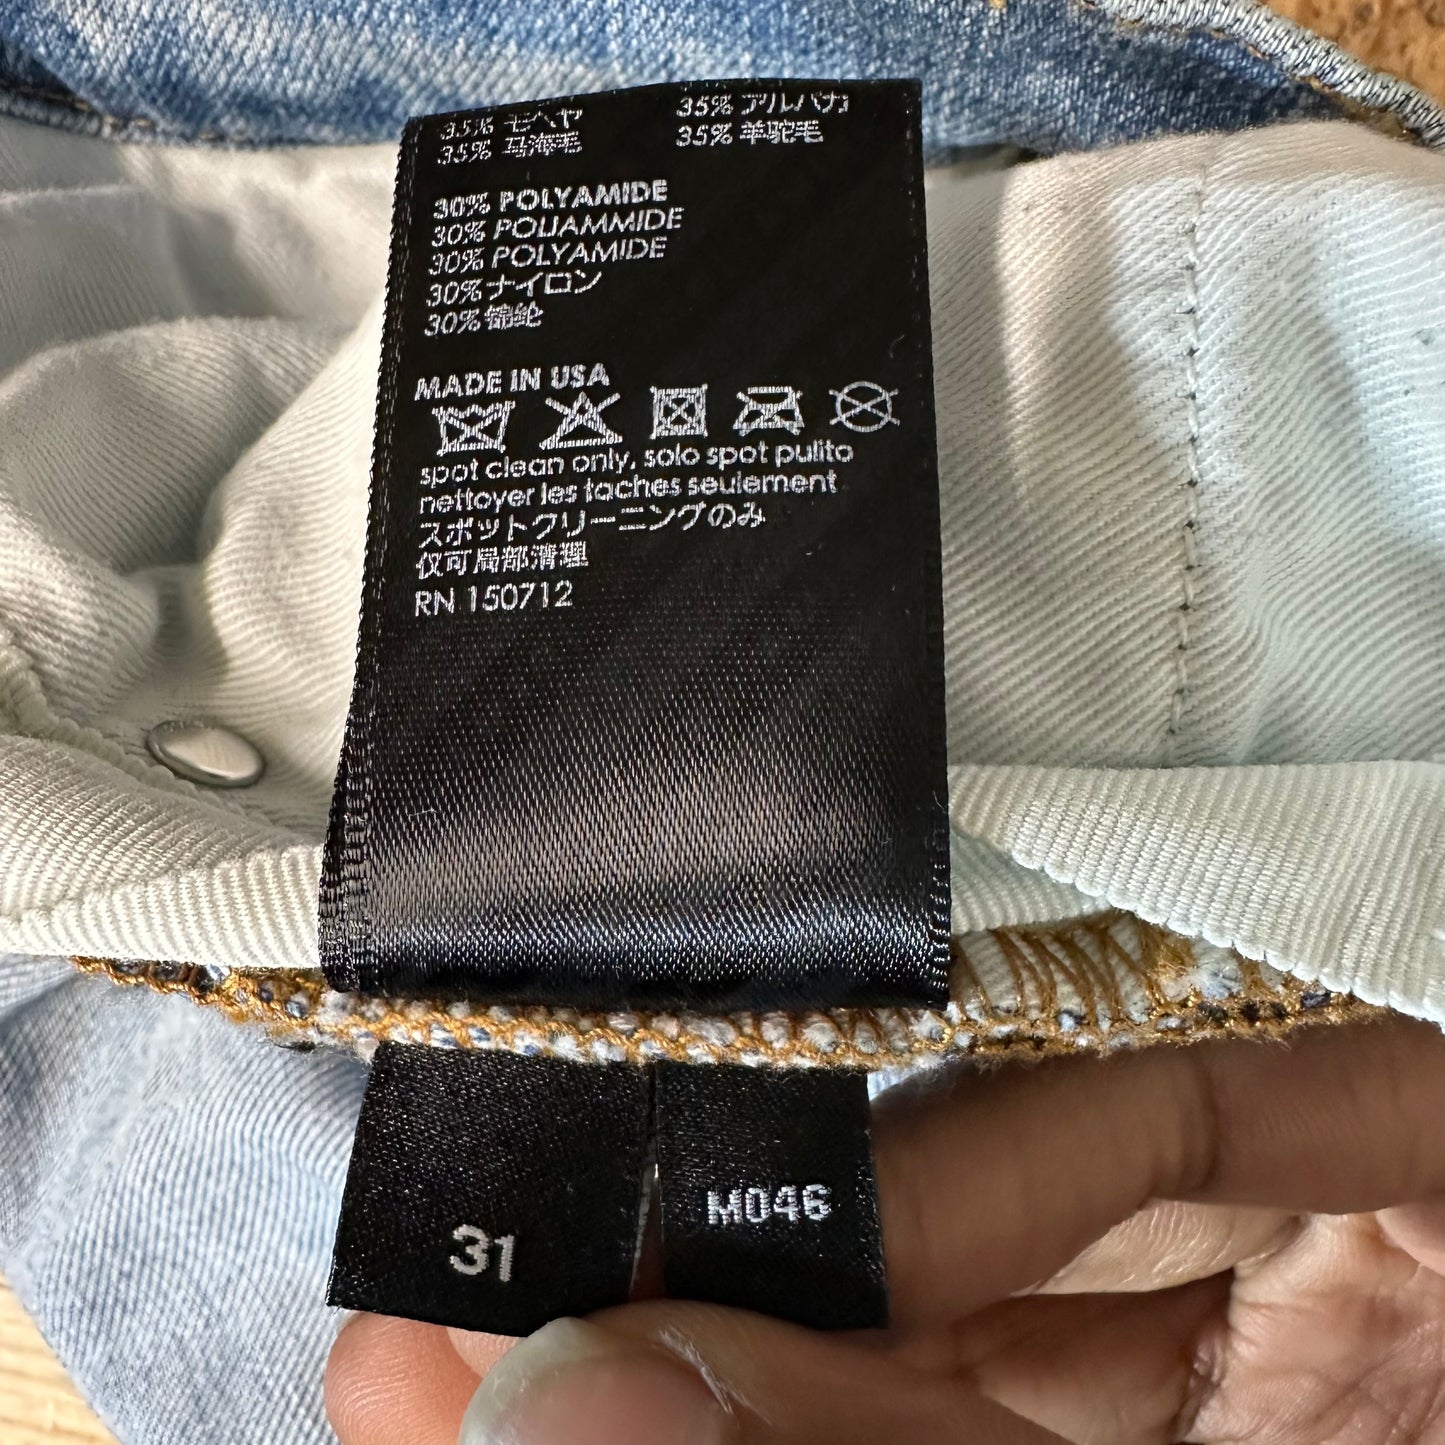 35% モヘヤ 35% アルパカ
35% 马海毛 35% 羊驼毛
30% POLYAMIDE
30% POLIAMMIDE
30% POLYAMIDE
30% ナイロン
30% 锦纶
MADE IN USA
spot clean only, solo spot pulito
nettoyer les taches seulement
スポットクリーニングのみ
仅可局部清理
RN 150712
31
M046